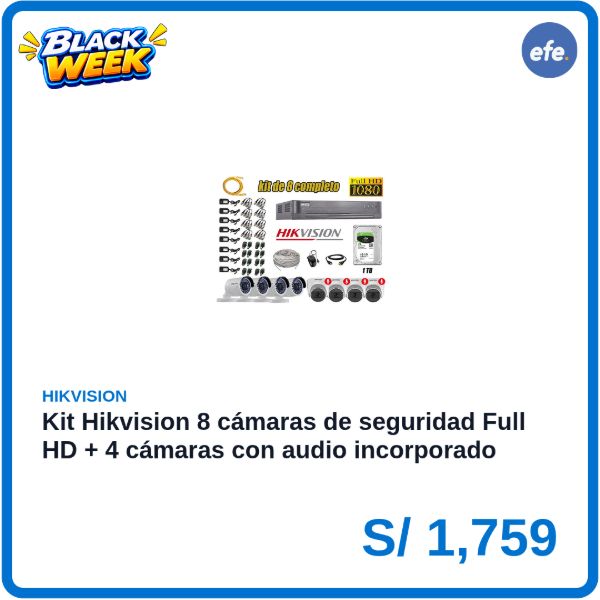 BLACK
WEEK
efe.
kit de 8 completo
Full HD
1080
HIKVISION
1 TB
HIKVISION
Kit Hikvision 8 cámaras de seguridad Full
HD + 4 cámaras con audio incorporado
S/ 1,759